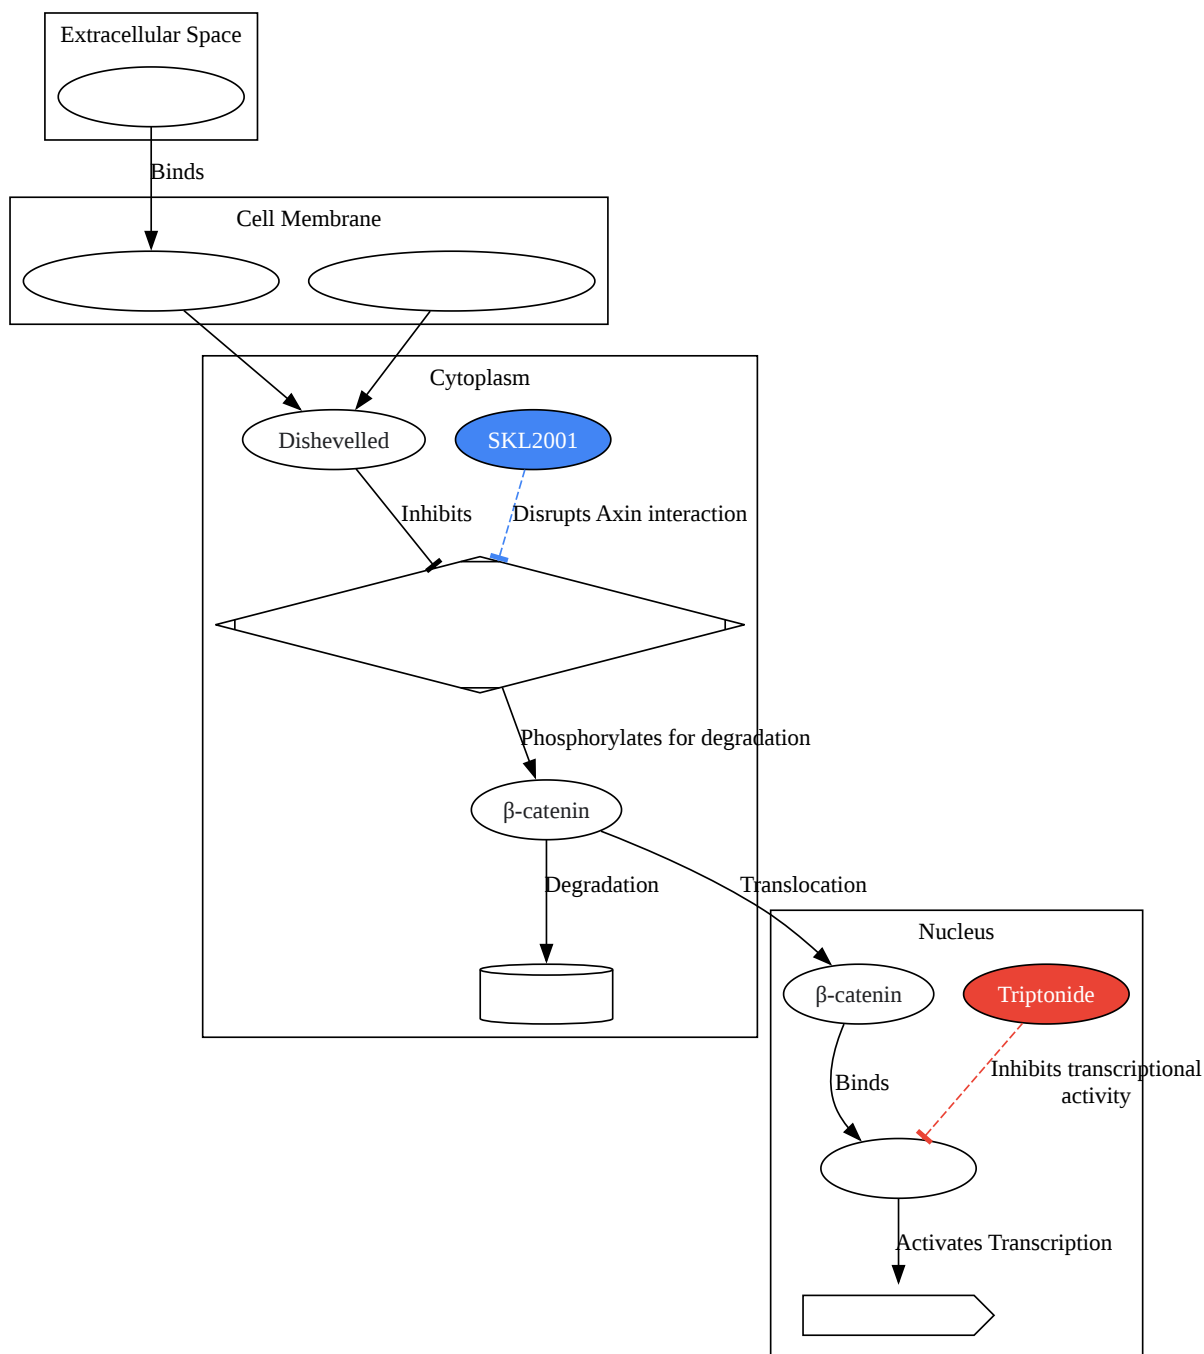 Extracellular Space
Binds
Cell Membrane
Cytoplasm
Dishevelled
SKL2001
Inhibits
Disrupts Axin interaction
Phosphorylates for degradation
β-catenin
Degradation
Translocation
Nucleus
β-catenin
Triptonide
Binds
Inhibits transcriptional
activity
Activates Transcription